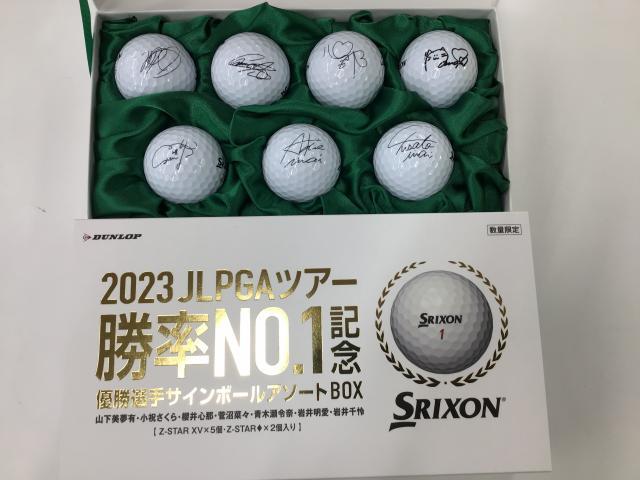 DUNLOP
数量限定
2023 JLPGAツアー
勝率NO.1記念
優勝選手サインボールアソートBOX
山下美夢有・小祝さくら・櫻井心那・菅沼菜々・青木瀬令奈・岩井明愛・岩井千怜
【 Z-STAR XV×5個・Z-STAR♦×2個入り 】
SRIXON
1
SRIXON